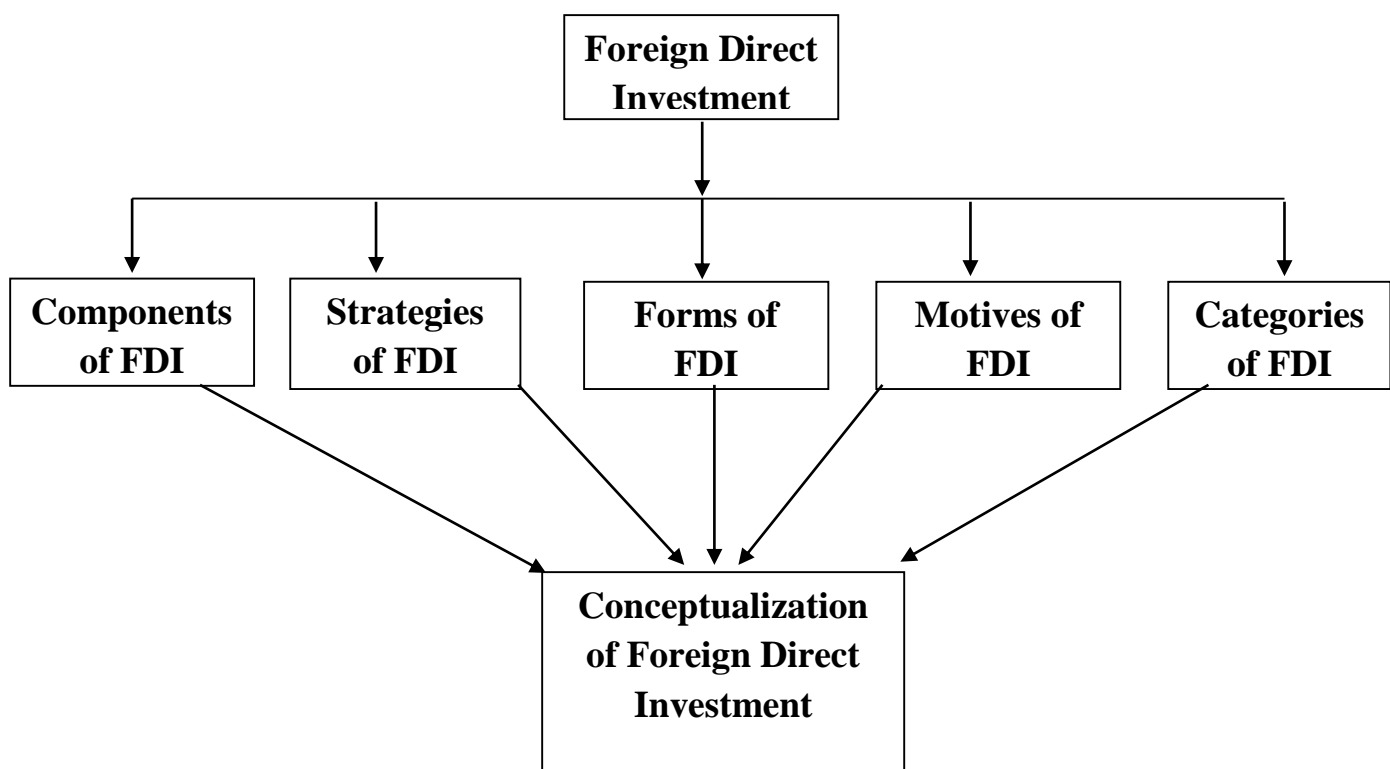 Foreign Direct
Investment
Components
of FDI
Strategies
of FDI
Forms of
FDI
Motives of
FDI
Categories
of FDI
Conceptualization
of Foreign Direct
Investment